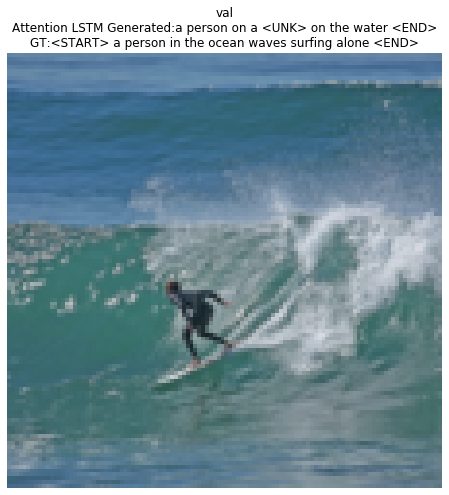 val
Attention LSTM Generated:a person on a <UNK> on the water <END>
GT:<START> a person in the ocean waves surfing alone <END>